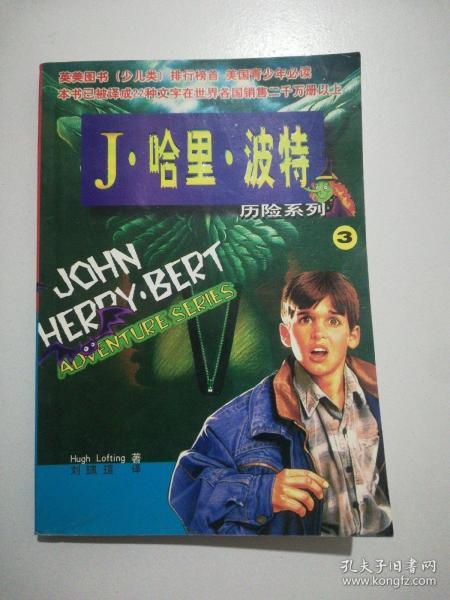 英美图书（少儿类）排行榜首 美国青少年必读
本书已被译成22种文字在世界各国销售二千万册以上
J·哈里·波特
历险系列
3
JOHN
HERRY·BERT
ADVENTURE SERIES
Hugh Lofting 著
刘珮瑄 译
孔夫子旧书网
www.kongfz.com